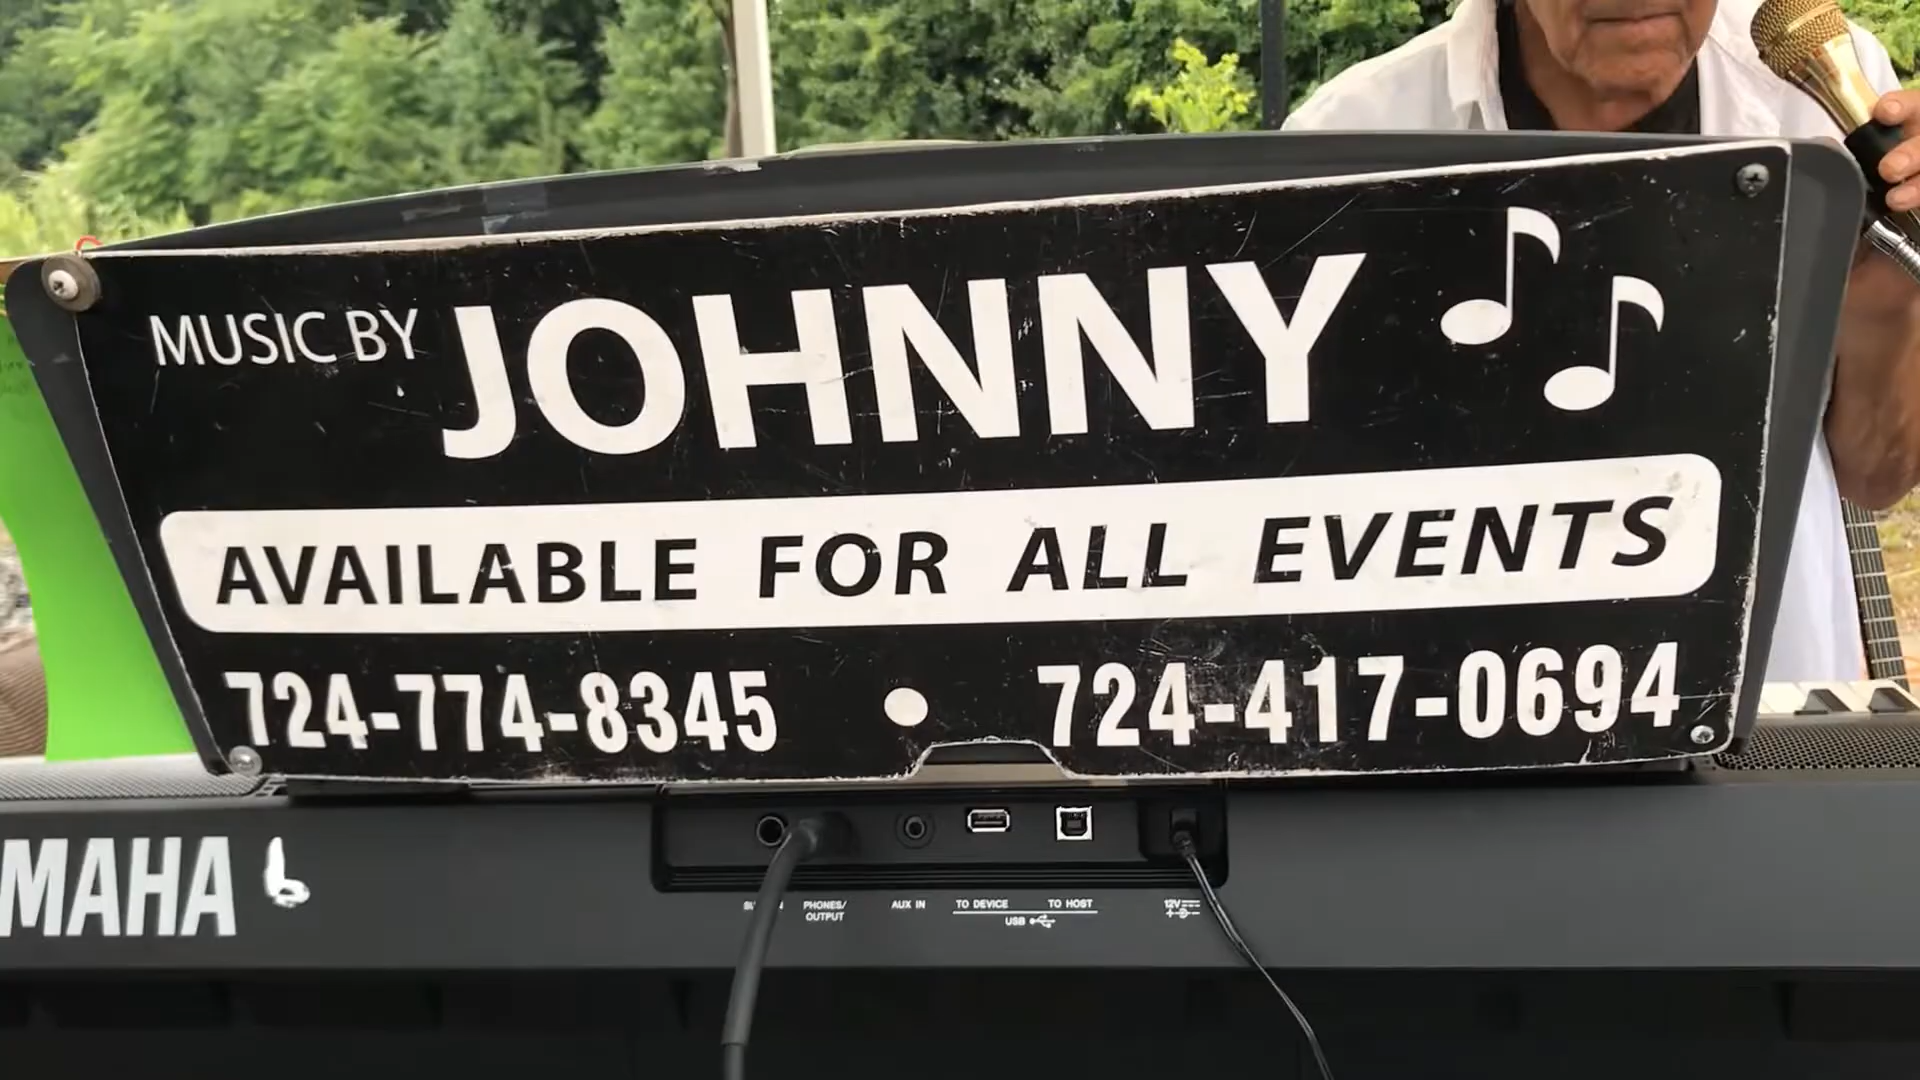 MUSIC BY JOHNNY
AVAILABLE FOR ALL EVENTS
724-774-8345 • 724-417-0694
MAHA
PHONES/
OUTPUT
AUX IN
TO DEVICE
TO HOST
USB
12V